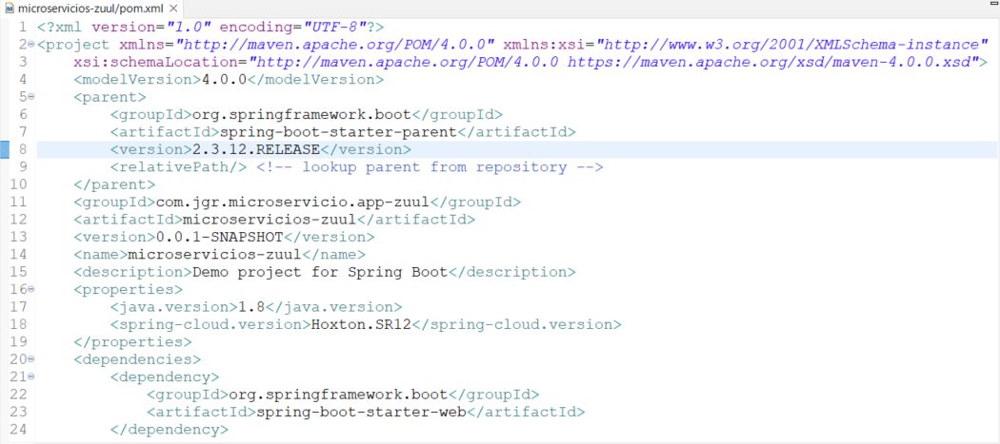 microservicios-zuul/pom.xml
1 <?xml version="1.0" encoding="UTF-8"?>
2 <project xmlns="http://maven.apache.org/POM/4.0.0" xmlns:xsi="http://www.w3.org/2001/XMLSchema-instance"
3     xsi:schemaLocation="http://maven.apache.org/POM/4.0.0 https://maven.apache.org/xsd/maven-4.0.0.xsd">
4     <modelVersion>4.0.0</modelVersion>
5     <parent>
6         <groupId>org.springframework.boot</groupId>
7         <artifactId>spring-boot-starter-parent</artifactId>
8         <version>2.3.12.RELEASE</version>
9         <relativePath/> <!-- lookup parent from repository -->
10     </parent>
11     <groupId>com.jgr.microservicio.app-zuul</groupId>
12     <artifactId>microservicios-zuul</artifactId>
13     <version>0.0.1-SNAPSHOT</version>
14     <name>microservicios-zuul</name>
15     <description>Demo project for Spring Boot</description>
16     <properties>
17         <java.version>1.8</java.version>
18         <spring-cloud.version>Hoxton.SR12</spring-cloud.version>
19     </properties>
20     <dependencies>
21         <dependency>
22             <groupId>org.springframework.boot</groupId>
23             <artifactId>spring-boot-starter-web</artifactId>
24         </dependency>